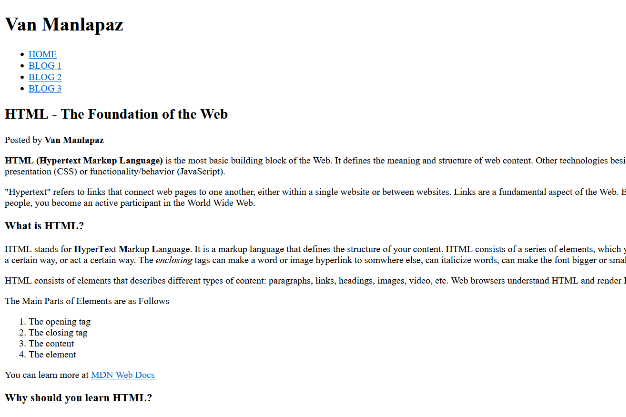 Van Manlapaz
HOME
BLOG 1
BLOG 2
BLOG 3
HTML - The Foundation of the Web
Posted by Van Manlapaz
HTML (Hypertext Markup Language) is the most basic building block of the Web. It defines the meaning and structure of web content. Other technologies besi
presentation (CSS) or functionality/behavior (JavaScript).
"Hypertext" refers to links that connect web pages to one another, either within a single website or between websites. Links are a fundamental aspect of the Web.
people, you become an active participant in the World Wide Web.
What is HTML?
HTML stands for HyperText Markup Language. It is a markup language that defines the structure of your content. HTML consists of a series of elements, which
a certain way, or act a certain way. The enclosing tags can make a word or image hyperlink to somwhere else, can italicize words, can make the font bigger or
HTML consists of elements that describes different types of content: paragraphs, links, headings, images, video, etc. Web browsers understand HTML and render
The Main Parts of Elements are as Follows
1. The opening tag
2. The closing tag
3. The content
4. The element
You can learn more at MDN Web Docs
Why should you learn HTML?